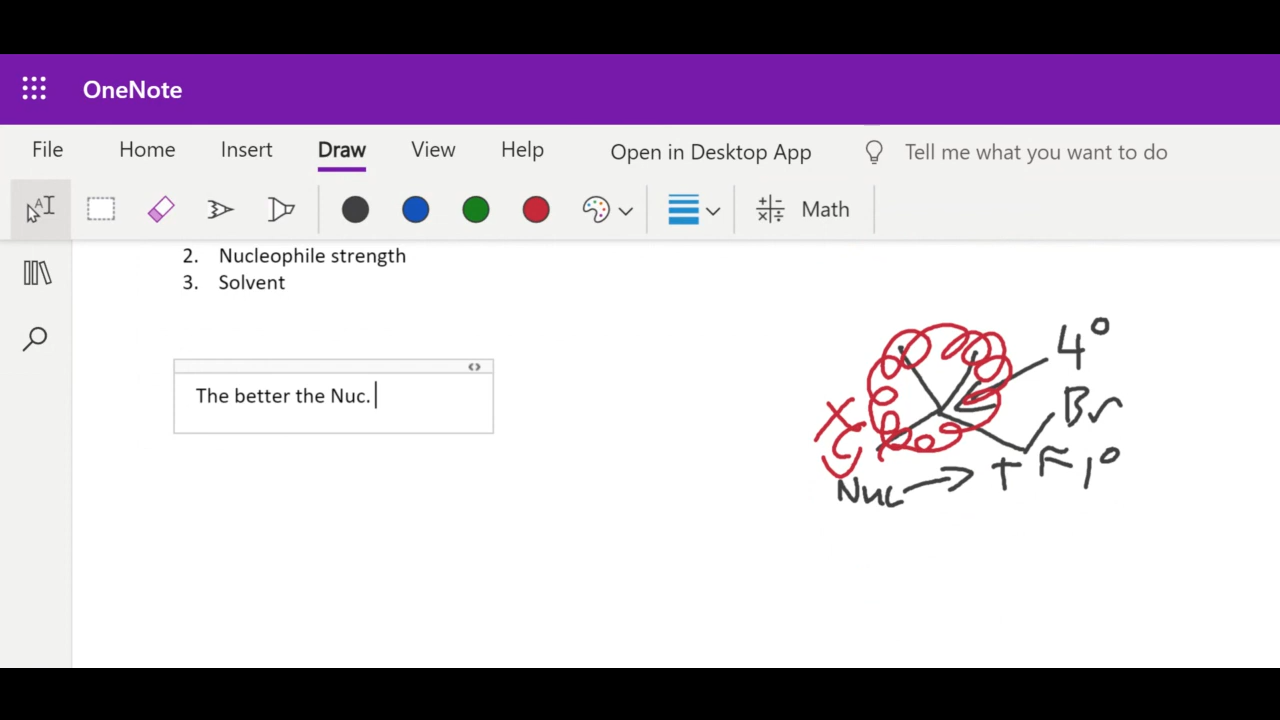 OneNote
File Home Insert Draw View Help Open in Desktop App Tell me what you want to do
Math
2. Nucleophile strength
3. Solvent
The better the Nuc.
4°
Br
1°
Nuc